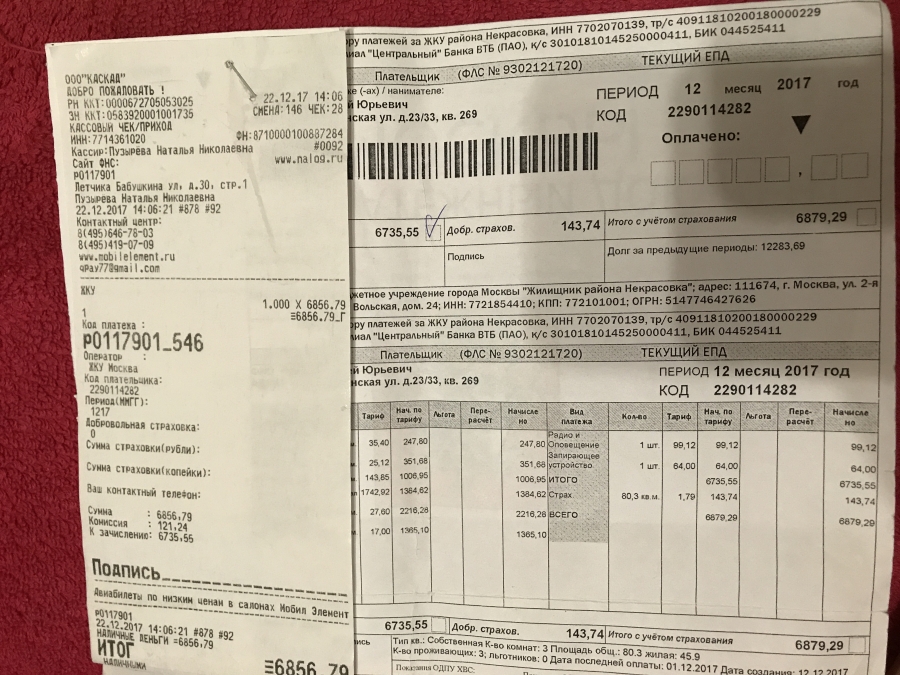 ООО"КАСКАД"
ДОБРО ПОЖАЛОВАТЬ !
22.12.17 14:06
РН ККТ:0000672705053025
СМЕНА:146 ЧЕК:28
ЗН ККТ:0583920001001735
КАССОВЫЙ ЧЕК/ПРИХОД
ИНН:7714361020
ФН:8710000100887284
Кассир:Пузырёва Наталья Николаевна
#0092
Сайт ФНС:
www.nalog.ru
P0117901
Летчика Бабушкина ул, д.30, стр.1
Пузырева Наталья Николаевна
22.12.2017 14:06:21 #878 #92
Контактный центр:
8(495)646-78-03
8(495)419-07-09
www.mobilelement.ru
qPay77@gmail.com
ЖКУ
1.000 X 6856.79
1
≡6856.79_Г
Код платежа :
P0117901_546
Оператор :
ЖКУ Москва
Код плательщика:
2290114282
Период(ММГГ):
1217
Добровольная страховка:
0
Сумма страховки(рубли):
Сумма страховки(копейки):
Ваш контактный телефон:
Сумма : 6856,79
Комиссия : 121,24
К зачислению: 6735,55
Подпись
Авиабилеты по низким ценам в салонах Мобил Элемент
P0117901
22.12.2017 14:06:21 #878 #92
НАЛИЧНЫЕ ДЕНЬГИ =6856,79
ИТОГ
≡6856.79
НАЛИЧНЫМИ
ору платежей за ЖКУ района Некрасовка, ИНН 7702070139, тр/с 40911810200180000229
иал "Центральный" Банка ВТБ (ПАО), к/с 30101810145250000411, БИК 044525411
Плательщик (ФЛС № 9302121720) ТЕКУЩИЙ ЕПД
ке (-ах) / нанимателе:
й Юрьевич
нская ул. д.23/33, кв. 269
ПЕРИОД 12 месяц 2017 год
КОД 2290114282
Оплачено:
,
6735,55 Добр. страхов. 143,74 Итого с учётом страхования 6879,29
Подпись Долг за предыдущие периоды: 12283,69
жетное учреждение города Москвы "Жилищник района Некрасовка"; адрес: 111674, г. Москва, ул. 2-я
Вольская, дом. 24; ИНН: 7721854410; КПП: 772101001; ОГРН: 5147746427626
ору платежей за ЖКУ района Некрасовка, ИНН 7702070139, тр/с 40911810200180000229
иал "Центральный" Банка ВТБ (ПАО), к/с 30101810145250000411, БИК 044525411
Плательщик (ФЛС № 9302121720) ТЕКУЩИЙ ЕПД
й Юрьевич
нская ул. д.23/33, кв. 269
ПЕРИОД 12 месяц 2017 год
КОД 2290114282
Тариф Нач. по тарифу Льгота Пере-расчёт Начисле но Вид платежа Кол-во Тариф Нач. по тарифу Льгота Пере-расчёт Начисле но
35,40 247,80 247,80 Радио и Оповещение 1 шт. 99,12 99,12 99,12
25,12 351,68 351,68 Запирающее устройство 1 шт. 64,00 64,00 64,00
143,85 1006,95 1006,95 ИТОГО 6735,55 6735,55
1742,92 1384,62 1384,62 Страх 80,3 кв.м. 1,79 143,74 143,74
27,60 2216,28 2216,28 ВСЕГО 6879,29 6879,29
17,00 1365,10 1365,10
6735,55 Добр. страхов. 143,74 Итого с учётом страхования 6879,29
ись Тип кв.: Собственная К-во комнат: 3 Площадь общ.: 80.3 жилая: 45.9
К-во проживающих: 3; льготников: 0 Дата последней оплаты: 01.12.2017 Дата создания: 12.12.2017
Показания ОДПУ ХВС: